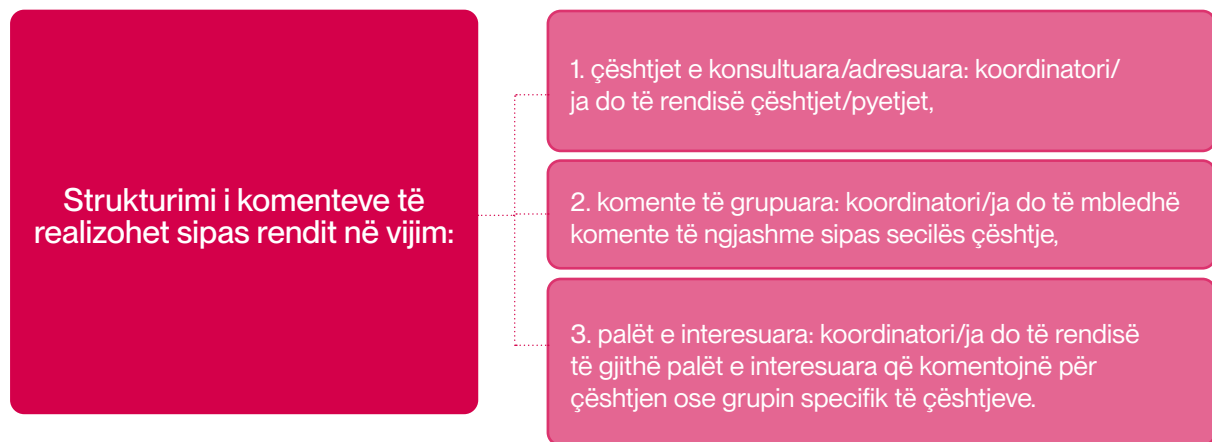 Strukturimi i komenteve të
realizohet sipas rendit në vijim:
1. çështjet e konsultuara/adresuara: koordinatori/
ja do të rendisë çështjet/pyetjet,
2. komente të grupuara: koordinatori/ja do të mbledhë
komente të ngjashme sipas secilës çështje,
3. palët e interesuara: koordinatori/ja do të rendisë
të gjithë palët e interesuara që komentojnë për
çështjen ose grupin specifik të çështjeve.